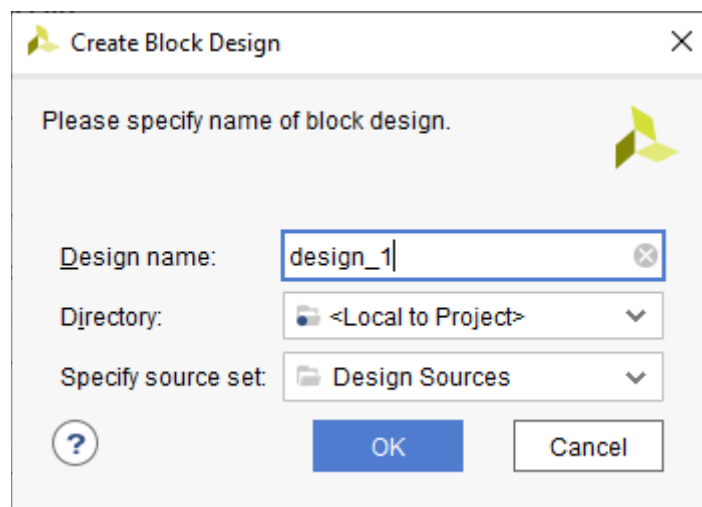 Create Block Design
Please specify name of block design.
Design name: design_1
Directory: <Local to Project>
Specify source set: Design Sources
? OK Cancel